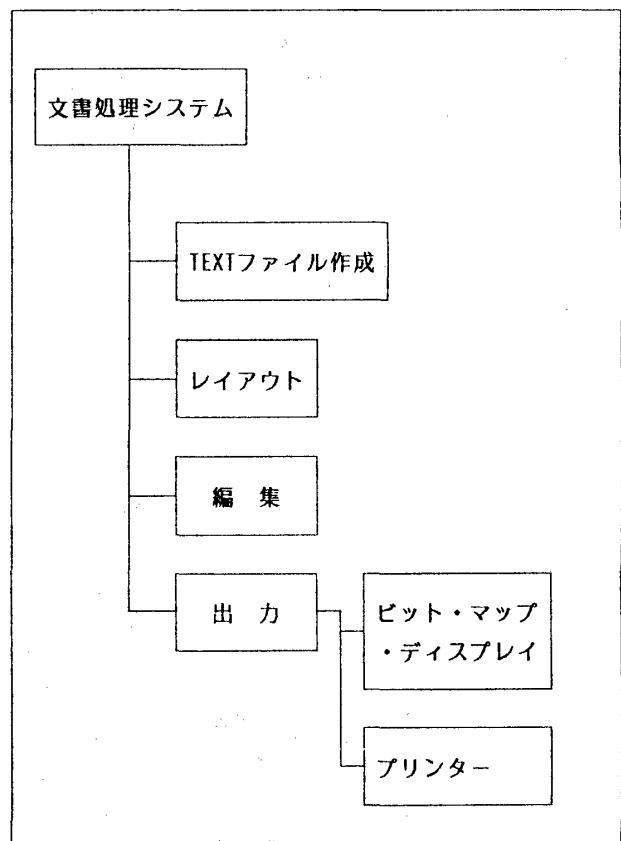 文書処理システム
TEXTファイル作成
レイアウト
編　集
出　力
ビット・マップ
・ディスプレイ
プリンター